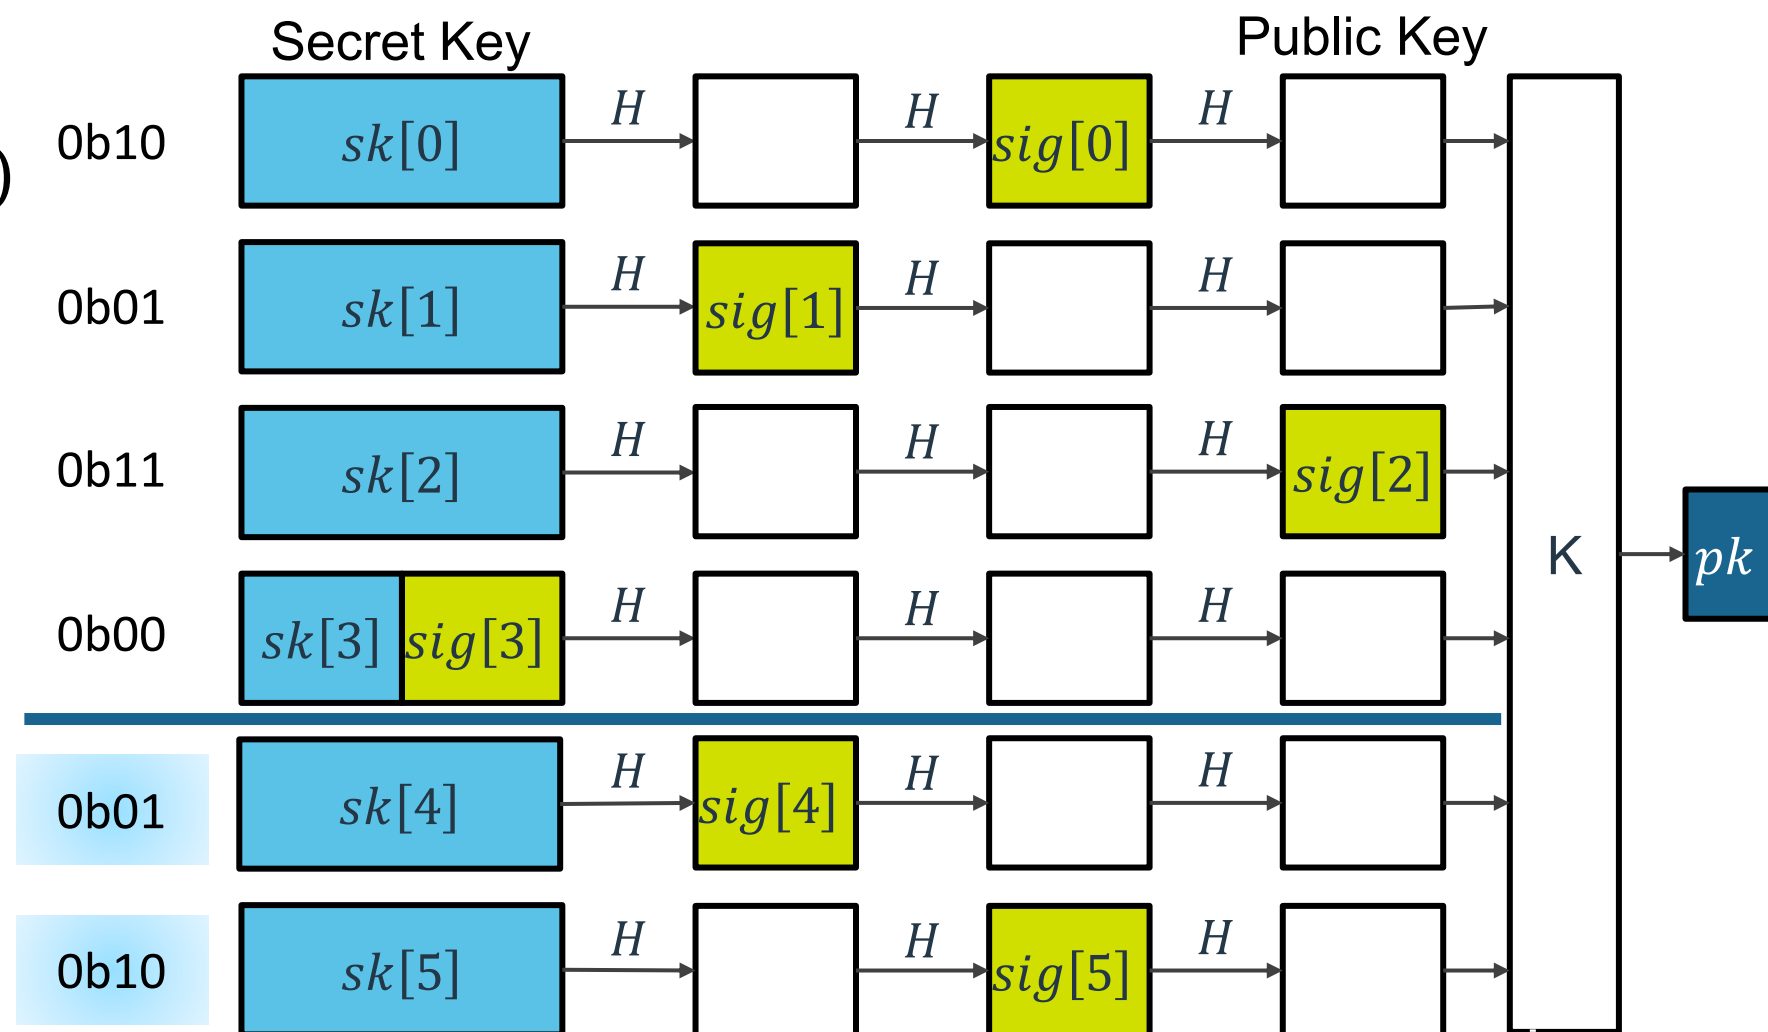 Secret Key
Public Key
)
0b10 sk[0] H H sig[0] H
0b01 sk[1] H sig[1] H H
0b11 sk[2] H H H sig[2]
K pk
0b00 sk[3] sig[3] H H H
0b01 sk[4] H sig[4] H H
0b10 sk[5] H H sig[5] H